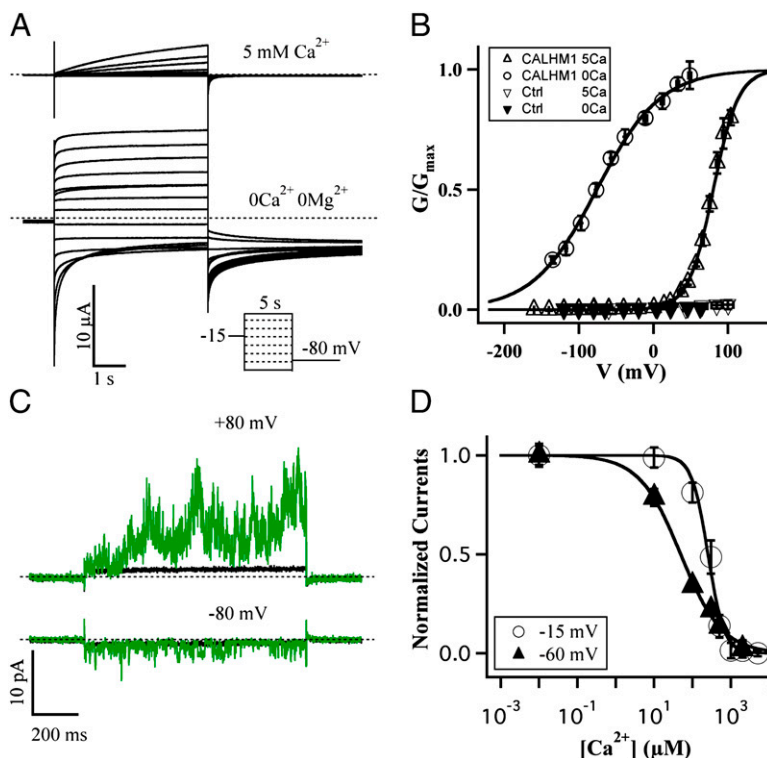 A
5 mM Ca²⁺
0Ca²⁺ 0Mg²⁺
10 μA
1 s
5 s
-15
-80 mV
B
CALHM1 5Ca
CALHM1 0Ca
Ctrl 5Ca
Ctrl 0Ca
G/Gmax
1.0
0.5
0.0
-200
-100
0
100
V (mV)
C
+80 mV
-80 mV
10 pA
200 ms
D
Normalized Currents
1.0
0.5
0.0
-15 mV
-60 mV
10⁻³
10⁻¹
10¹
10³
[Ca²⁺] (μM)